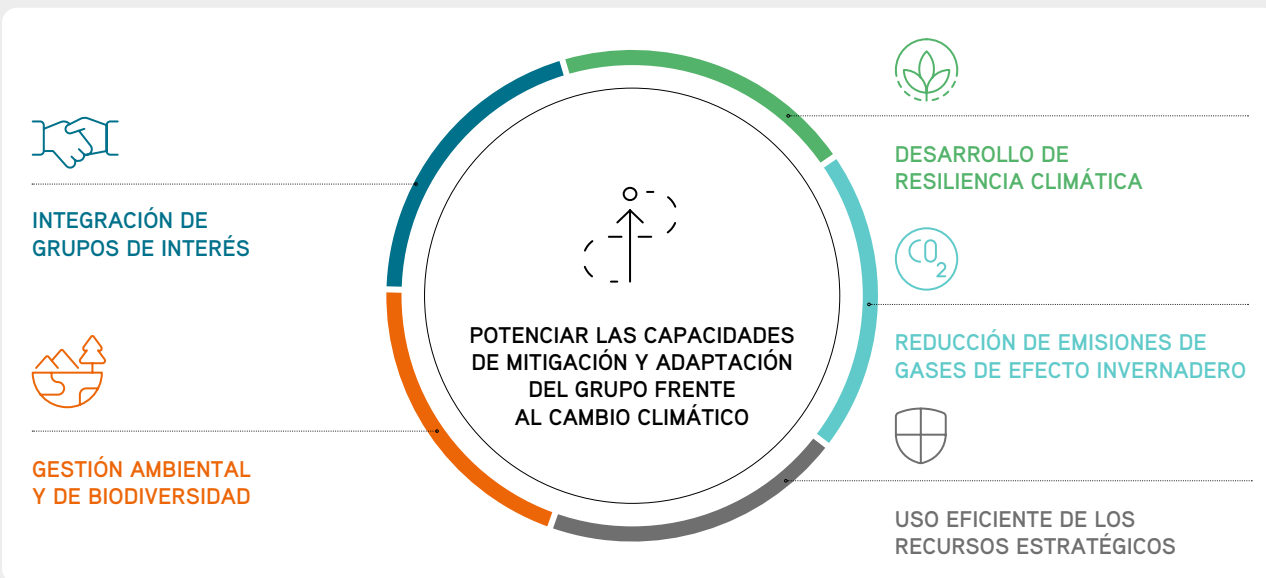 INTEGRACIÓN DE
GRUPOS DE INTERÉS
GESTIÓN AMBIENTAL
Y DE BIODIVERSIDAD
POTENCIAR LAS CAPACIDADES
DE MITIGACIÓN Y ADAPTACIÓN
DEL GRUPO FRENTE
AL CAMBIO CLIMÁTICO
DESARROLLO DE
RESILIENCIA CLIMÁTICA
CO2
REDUCCIÓN DE EMISIONES DE
GASES DE EFECTO INVERNADERO
USO EFICIENTE DE LOS
RECURSOS ESTRATÉGICOS